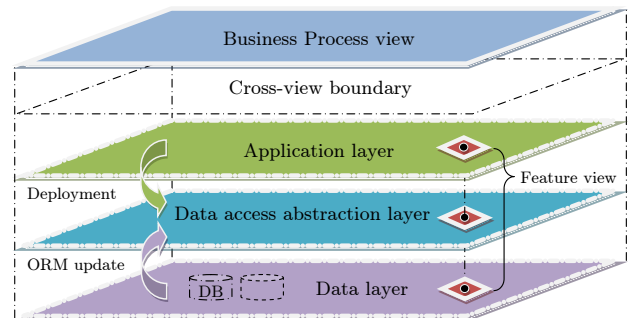 Business Process view
Cross-view boundary
Application layer
Feature view
Deployment
Data access abstraction layer
ORM update
DB
Data layer